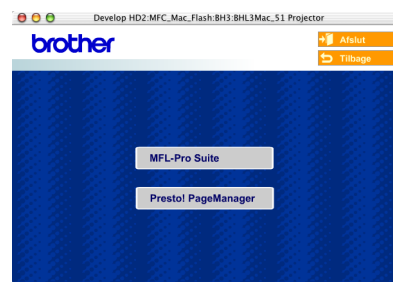 Develop HD2:MFC_Mac_Flash:BH3:BHL3Mac_51 Projector
brother
Afslut
Tilbage
MFL-Pro Suite
Presto! PageManager